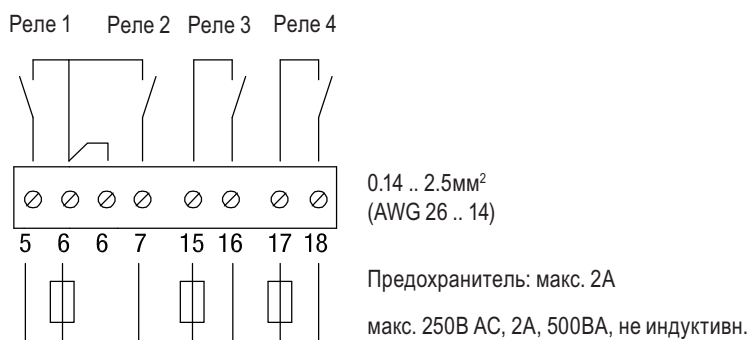 Реле 1 Реле 2 Реле 3 Реле 4
0.14 .. 2.5мм²
(AWG 26 .. 14)
5 6 6 7 15 16 17 18
Предохранитель: макс. 2A
макс. 250В AC, 2A, 500ВА, не индуктивн.